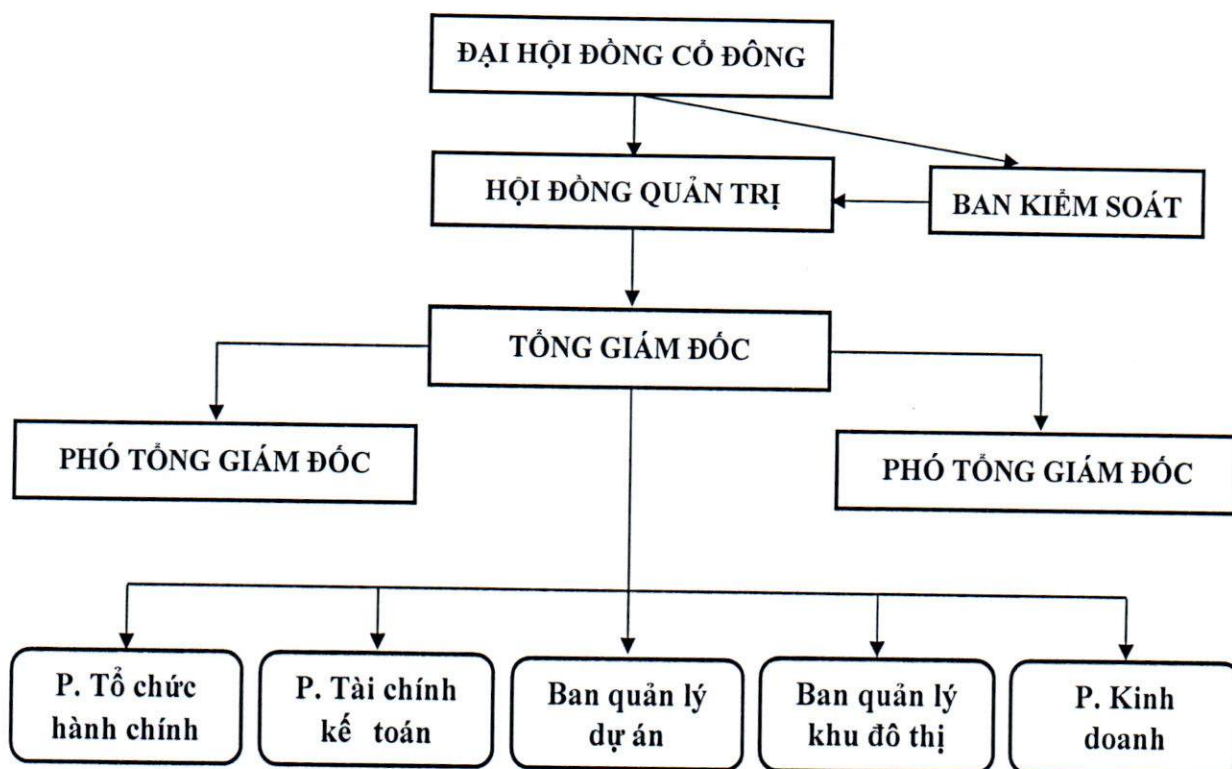 ĐẠI HỘI ĐỒNG CỔ ĐÔNG
HỘI ĐỒNG QUẢN TRỊ
BAN KIỂM SOÁT
TỔNG GIÁM ĐỐC
PHÓ TỔNG GIÁM ĐỐC
PHÓ TỔNG GIÁM ĐỐC
P. Tổ chức
hành chính
P. Tài chính
kế toán
Ban quản lý
dự án
Ban quản lý
khu đô thị
P. Kinh
doanh